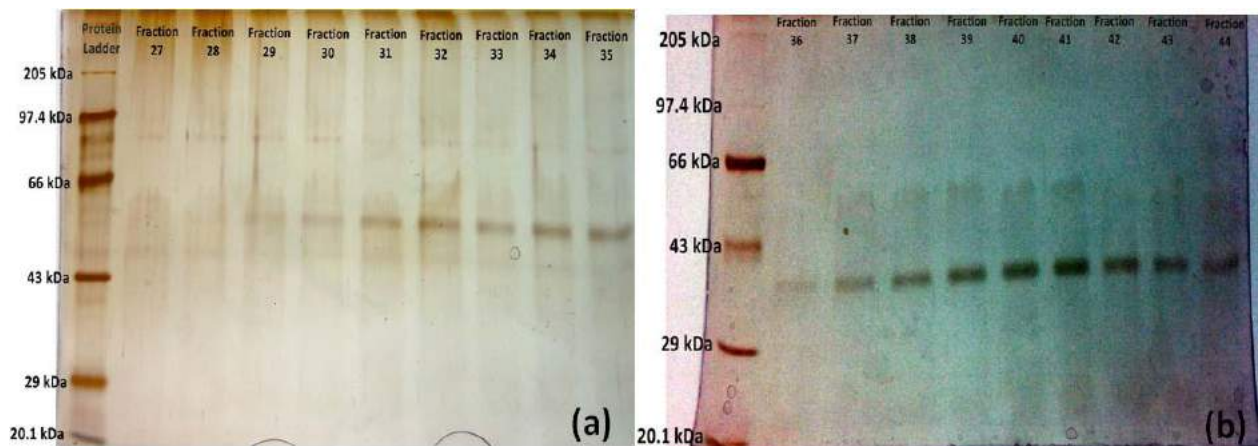 Protein Ladder
Fraction 27
Fraction 28
Fraction 29
Fraction 30
Fraction 31
Fraction 32
Fraction 33
Fraction 34
Fraction 35
205 kDa
97.4 kDa
66 kDa
43 kDa
29 kDa
20.1 kDa
(a)
Fraction 36
Fraction 37
Fraction 38
Fraction 39
Fraction 40
Fraction 41
Fraction 42
Fraction 43
Fraction 44
205 kDa
97.4 kDa
66 kDa
43 kDa
29 kDa
20.1 kDa
(b)